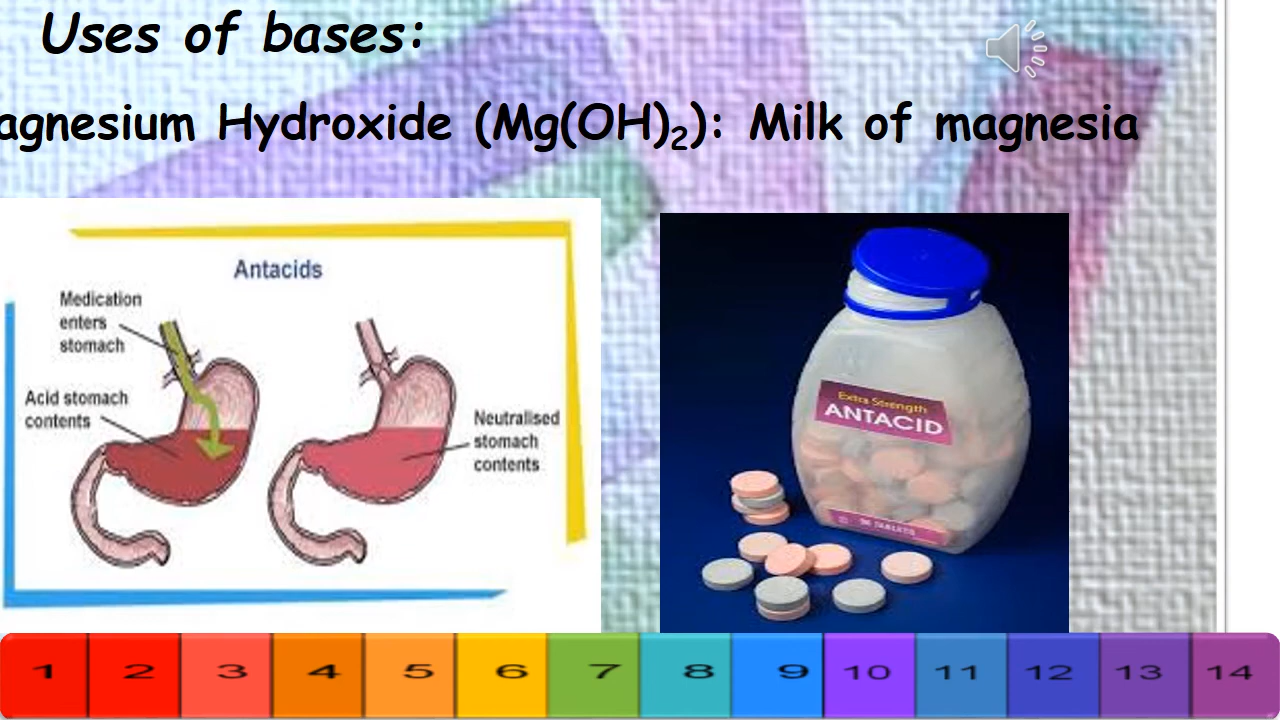 Uses of bases:
agnesium Hydroxide (Mg(OH)₂): Milk of magnesia
Antacids
Medication
enters
stomach
Acid stomach
contents
Neutralised
stomach
contents
Extra Strength
ANTACID
TABLETS
1 2 3 4 5 6 7 8 9 10 11 12 13 14